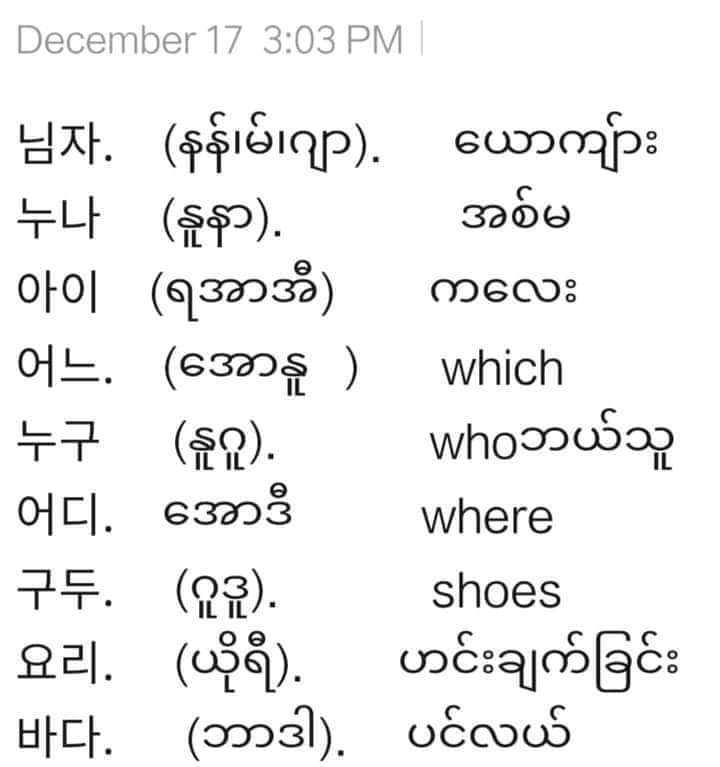 December 17 3:03 PM
님자. (နန်၊မ်၊ဂျာ). ယောကျ်ား
누나 (နူနာ). အစ်မ
아이 (ရအာအီ) ကလေး
어느. (အောနူ ) which
누구 (နူဂူ). whoဘယ်သူ
어디. အောဒီ where
구두. (ဂူဒူ). shoes
요리. (ယိုရီ). ဟင်းချက်ခြင်း
바다. (ဘာဒါ). ပင်လယ်